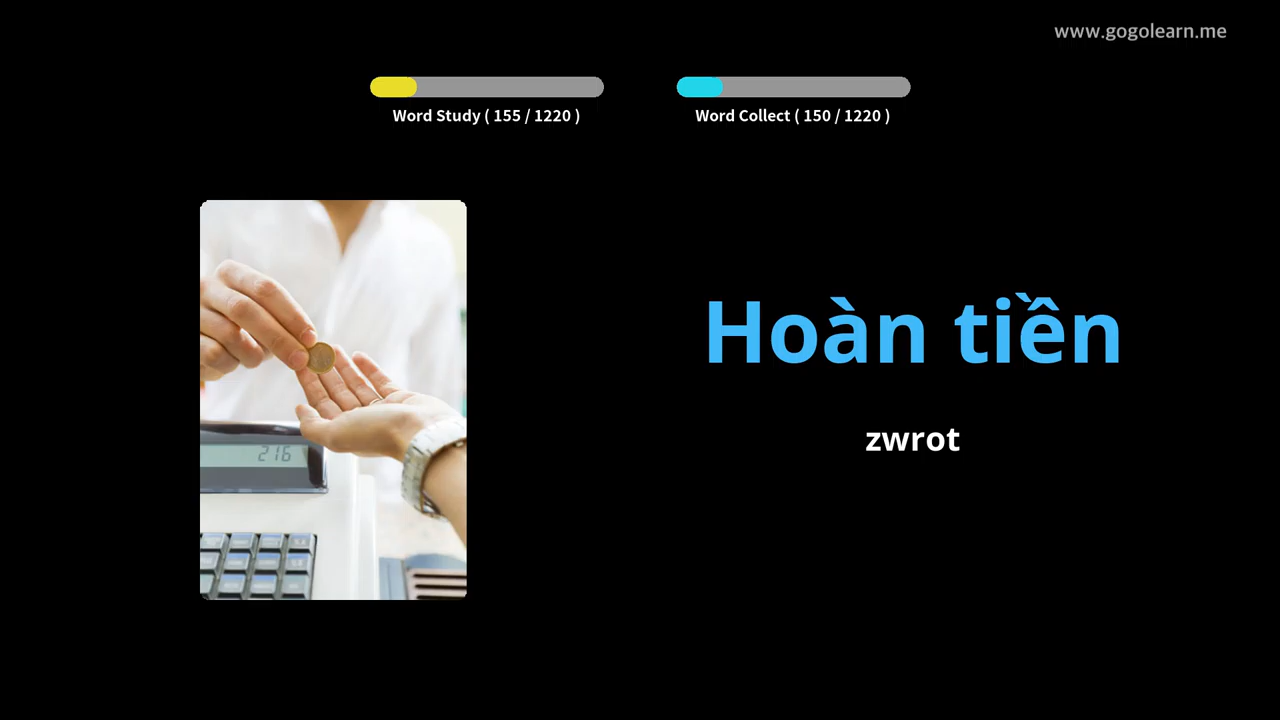 www.gogolearn.me
Word Study ( 155 / 1220 )
Word Collect ( 150 / 1220 )
Hoàn tiền
zwrot
216